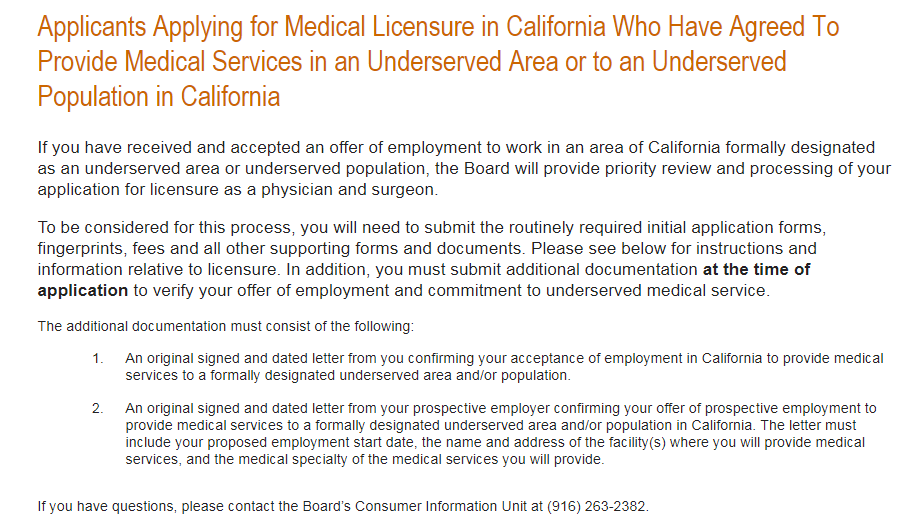 Applicants Applying for Medical Licensure in California Who Have Agreed To
Provide Medical Services in an Underserved Area or to an Underserved
Population in California
If you have received and accepted an offer of employment to work in an area of California formally designated
as an underserved area or underserved population, the Board will provide priority review and processing of your
application for licensure as a physician and surgeon.
To be considered for this process, you will need to submit the routinely required initial application forms,
fingerprints, fees and all other supporting forms and documents. Please see below for instructions and
information relative to licensure. In addition, you must submit additional documentation at the time of
application to verify your offer of employment and commitment to underserved medical service.
The additional documentation must consist of the following:
1. An original signed and dated letter from you confirming your acceptance of employment in California to provide medical
services to a formally designated underserved area and/or population.
2. An original signed and dated letter from your prospective employer confirming your offer of prospective employment to
provide medical services to a formally designated underserved area and/or population in California. The letter must
include your proposed employment start date, the name and address of the facility(s) where you will provide medical
services, and the medical specialty of the medical services you will provide.
If you have questions, please contact the Board's Consumer Information Unit at (916) 263-2382.